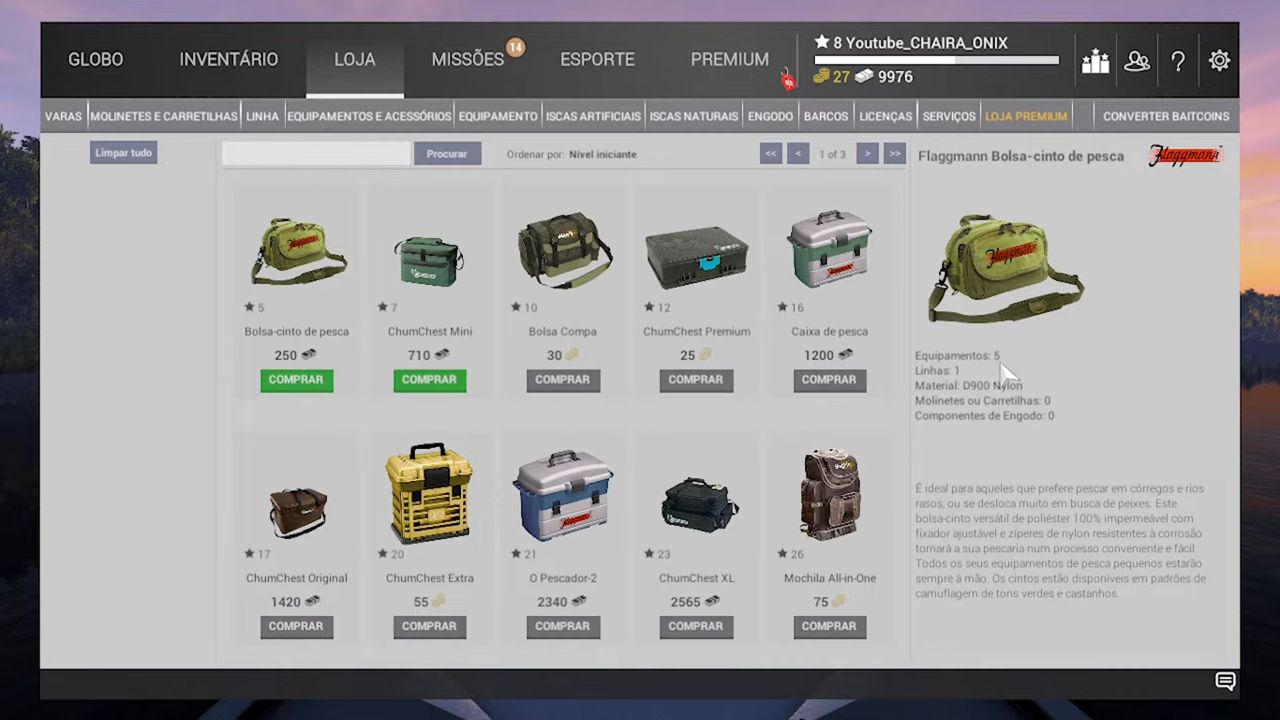 GLOBO
INVENTÁRIO
LOJA
MISSÕES
14
ESPORTE
PREMIUM
%
8 Youtube_CHAIRA_ONIX
27 9976
?
VARAS
MOLINETES E CARRETILHAS
LINHA
EQUIPAMENTOS E ACESSÓRIOS
EQUIPAMENTO
ISCAS ARTIFICIAIS
ISCAS NATURAIS
ENGODO
BARCOS
LICENÇAS
SERVIÇOS
LOJA PREMIUM
CONVERTER BAITCOINS
Limpar tudo
Procurar
Ordenar por: Nível iniciante
<< < 1 of 3 > >>
Flaggmann Bolsa-cinto de pesca
Flaggmann
Flaggmann
5
Bolsa-cinto de pesca
250
COMPRAR
7
ChumChest Mini
710
COMPRAR
10
Bolsa Compa
30
COMPRAR
12
ChumChest Premium
25
COMPRAR
Flaggmann
16
Caixa de pesca
1200
COMPRAR
17
ChumChest Original
1420
COMPRAR
20
ChumChest Extra
55
COMPRAR
Flaggmann
21
O Pescador-2
2340
COMPRAR
23
ChumChest XL
2565
COMPRAR
26
Mochila All-in-One
75
COMPRAR
Flaggmann
Equipamentos: 5
Linhas: 1
Material: D900 Nylon
Molinetes ou Carretilhas: 0
Componentes de Engodo: 0
É ideal para aqueles que prefere pescar em córregos e rios
rasos, ou se desloca muito em busca de peixes. Este
bolsa-cinto versátil de poliéster 100% impermeável com
fixador ajustável e zíperes de nylon resistentes à corrosão
tornará a sua pescaria num processo conveniente e fácil.
Todos os seus equipamentos de pesca pequenos estarão
sempre à mão. Os cintos estão disponíveis em padrões de
camuflagem de tons verdes e castanhos.